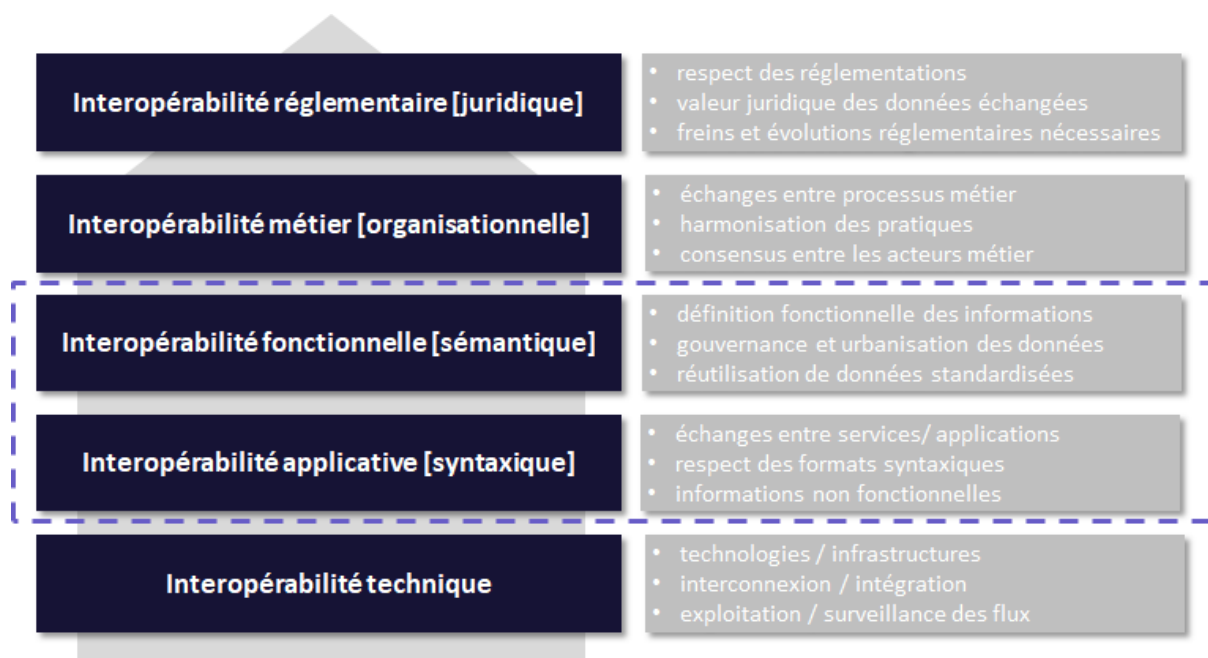 Interopérabilité réglementaire [juridique]
• respect des réglementations
• valeur juridique des données échangées
• freins et évolutions réglementaires nécessaires
Interopérabilité métier [organisationnelle]
• échanges entre processus métier
• harmonisation des pratiques
• consensus entre les acteurs métier
Interopérabilité fonctionnelle [sémantique]
• définition fonctionnelle des informations
• gouvernance et urbanisation des données
• réutilisation de données standardisées
Interopérabilité applicative [syntaxique]
• échanges entre services/ applications
• respect des formats syntaxiques
• informations non fonctionnelles
Interopérabilité technique
• technologies / infrastructures
• interconnexion / intégration
• exploitation / surveillance des flux